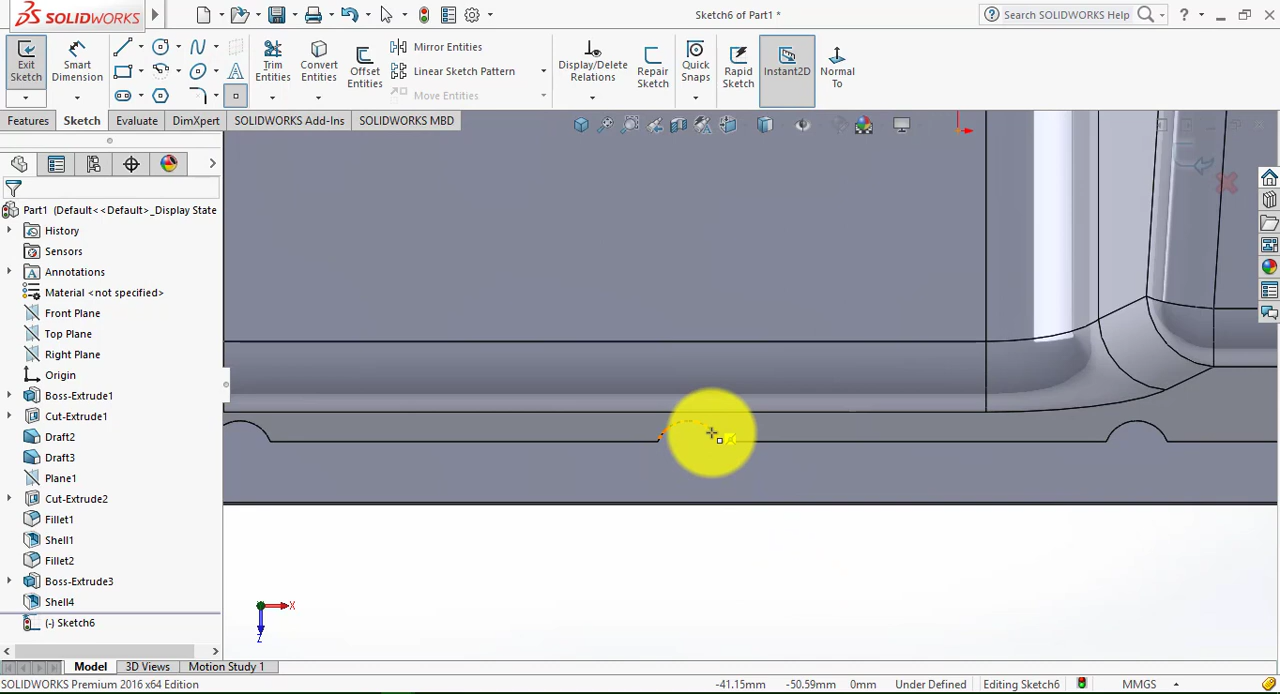 SOLIDWORKS
Sketch6 of Part1 *
Search SOLIDWORKS Help
?
Exit Sketch
Smart Dimension
Trim Entities
Convert Entities
Offset Entities
Mirror Entities
Linear Sketch Pattern
Move Entities
Display/Delete Relations
Repair Sketch
Quick Snaps
Rapid Sketch
Instant2D
Normal To
Features
Sketch
Evaluate
DimXpert
SOLIDWORKS Add-Ins
SOLIDWORKS MBD
Part1 (Default<<Default>_Display State
History
Sensors
Annotations
Material <not specified>
Front Plane
Top Plane
Right Plane
Origin
Boss-Extrude1
Cut-Extrude1
Draft2
Draft3
Plane1
Cut-Extrude2
Fillet1
Shell1
Fillet2
Boss-Extrude3
Shell4
(-) Sketch6
X
Z
Model
3D Views
Motion Study 1
SOLIDWORKS Premium 2016 x64 Edition
-41.15mm
-50.59mm
0mm
Under Defined
Editing Sketch6
MMGS